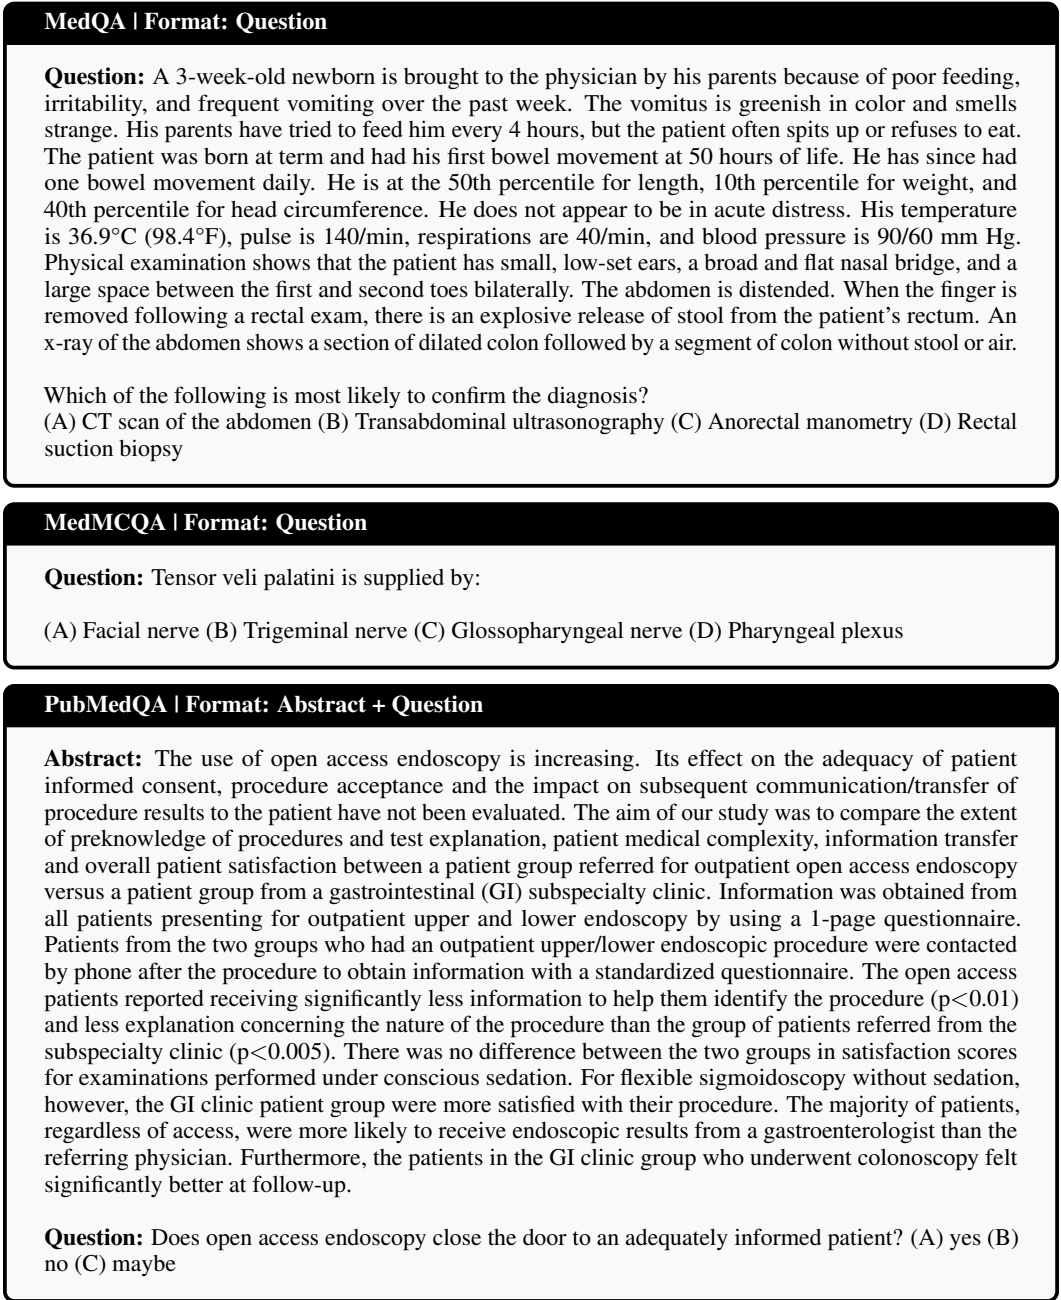 MedQA | Format: Question
Question: A 3-week-old newborn is brought to the physician by his parents because of poor feeding,
irritability, and frequent vomiting over the past week. The vomitus is greenish in color and smells
strange. His parents have tried to feed him every 4 hours, but the patient often spits up or refuses to eat.
The patient was born at term and had his first bowel movement at 50 hours of life. He has since had
one bowel movement daily. He is at the 50th percentile for length, 10th percentile for weight, and
40th percentile for head circumference. He does not appear to be in acute distress. His temperature
is 36.9°C (98.4°F), pulse is 140/min, respirations are 40/min, and blood pressure is 90/60 mm Hg.
Physical examination shows that the patient has small, low-set ears, a broad and flat nasal bridge, and a
large space between the first and second toes bilaterally. The abdomen is distended. When the finger is
removed following a rectal exam, there is an explosive release of stool from the patient's rectum. An
x-ray of the abdomen shows a section of dilated colon followed by a segment of colon without stool or air.
Which of the following is most likely to confirm the diagnosis?
(A) CT scan of the abdomen (B) Transabdominal ultrasonography (C) Anorectal manometry (D) Rectal
suction biopsy
MedMCQA | Format: Question
Question: Tensor veli palatini is supplied by:
(A) Facial nerve (B) Trigeminal nerve (C) Glossopharyngeal nerve (D) Pharyngeal plexus
PubMedQA | Format: Abstract + Question
Abstract: The use of open access endoscopy is increasing. Its effect on the adequacy of patient
informed consent, procedure acceptance and the impact on subsequent communication/transfer of
procedure results to the patient have not been evaluated. The aim of our study was to compare the extent
of preknowledge of procedures and test explanation, patient medical complexity, information transfer
and overall patient satisfaction between a patient group referred for outpatient open access endoscopy
versus a patient group from a gastrointestinal (GI) subspecialty clinic. Information was obtained from
all patients presenting for outpatient upper and lower endoscopy by using a 1-page questionnaire.
Patients from the two groups who had an outpatient upper/lower endoscopic procedure were contacted
by phone after the procedure to obtain information with a standardized questionnaire. The open access
patients reported receiving significantly less information to help them identify the procedure (p<0.01)
and less explanation concerning the nature of the procedure than the group of patients referred from the
subspecialty clinic (p<0.005). There was no difference between the two groups in satisfaction scores
for examinations performed under conscious sedation. For flexible sigmoidoscopy without sedation,
however, the GI clinic patient group were more satisfied with their procedure. The majority of patients,
regardless of access, were more likely to receive endoscopic results from a gastroenterologist than the
referring physician. Furthermore, the patients in the GI clinic group who underwent colonoscopy felt
significantly better at follow-up.
Question: Does open access endoscopy close the door to an adequately informed patient? (A) yes (B)
no (C) maybe